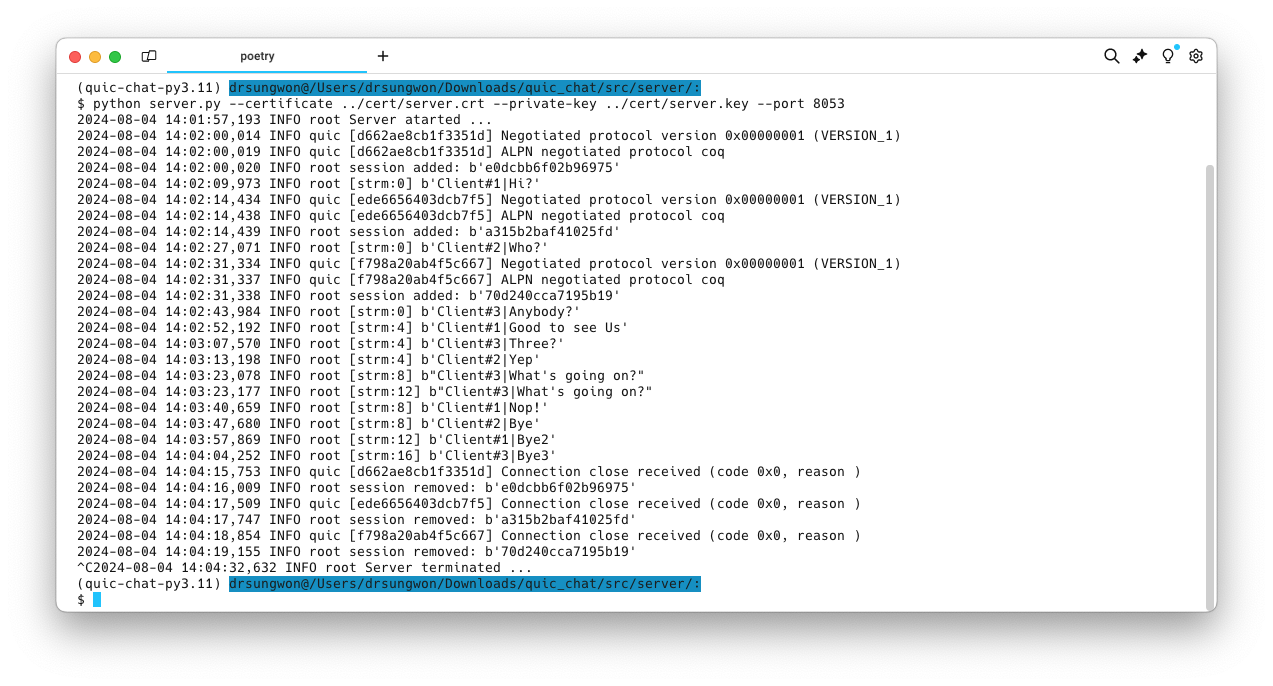 poetry
+
(quic-chat-py3.11) drsungwon@/Users/drsungwon/Downloads/quic_chat/src/server/:
$ python server.py --certificate ../cert/server.crt --private-key ../cert/server.key --port 8053
2024-08-04 14:01:57,193 INFO root Server atarted ...
2024-08-04 14:02:00,014 INFO quic [d662ae8cb1f3351d] Negotiated protocol version 0x00000001 (VERSION_1)
2024-08-04 14:02:00,019 INFO quic [d662ae8cb1f3351d] ALPN negotiated protocol coq
2024-08-04 14:02:00,020 INFO root session added: b'e0dcbb6f02b96975'
2024-08-04 14:02:09,973 INFO root [strm:0] b'Client#1|Hi?'
2024-08-04 14:02:14,434 INFO quic [ede6656403dcb7f5] Negotiated protocol version 0x00000001 (VERSION_1)
2024-08-04 14:02:14,438 INFO quic [ede6656403dcb7f5] ALPN negotiated protocol coq
2024-08-04 14:02:14,439 INFO root session added: b'a315b2baf41025fd'
2024-08-04 14:02:27,071 INFO root [strm:0] b'Client#2|Who?'
2024-08-04 14:02:31,334 INFO quic [f798a20ab4f5c667] Negotiated protocol version 0x00000001 (VERSION_1)
2024-08-04 14:02:31,337 INFO quic [f798a20ab4f5c667] ALPN negotiated protocol coq
2024-08-04 14:02:31,338 INFO root session added: b'70d240cca7195b19'
2024-08-04 14:02:43,984 INFO root [strm:0] b'Client#3|Anybody?'
2024-08-04 14:02:52,192 INFO root [strm:4] b'Client#1|Good to see Us'
2024-08-04 14:03:07,570 INFO root [strm:4] b'Client#3|Three?'
2024-08-04 14:03:13,198 INFO root [strm:4] b'Client#2|Yep'
2024-08-04 14:03:23,078 INFO root [strm:8] b"Client#3|What's going on?"
2024-08-04 14:03:23,177 INFO root [strm:12] b"Client#3|What's going on?"
2024-08-04 14:03:40,659 INFO root [strm:8] b'Client#1|Nop!'
2024-08-04 14:03:47,680 INFO root [strm:8] b'Client#2|Bye'
2024-08-04 14:03:57,869 INFO root [strm:12] b'Client#1|Bye2'
2024-08-04 14:04:04,252 INFO root [strm:16] b'Client#3|Bye3'
2024-08-04 14:04:15,753 INFO quic [d662ae8cb1f3351d] Connection close received (code 0x0, reason )
2024-08-04 14:04:16,009 INFO root session removed: b'e0dcbb6f02b96975'
2024-08-04 14:04:17,509 INFO quic [ede6656403dcb7f5] Connection close received (code 0x0, reason )
2024-08-04 14:04:17,747 INFO root session removed: b'a315b2baf41025fd'
2024-08-04 14:04:18,854 INFO quic [f798a20ab4f5c667] Connection close received (code 0x0, reason )
2024-08-04 14:04:19,155 INFO root session removed: b'70d240cca7195b19'
^C2024-08-04 14:04:32,632 INFO root Server terminated ...
(quic-chat-py3.11) drsungwon@/Users/drsungwon/Downloads/quic_chat/src/server/:
$